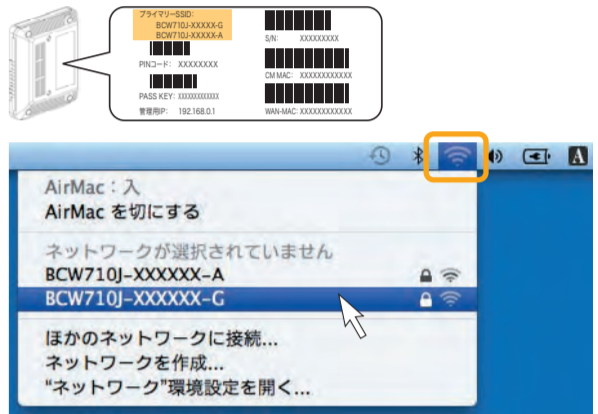 プライマリーSSID:
BCW710J-XXXXX-G
BCW710J-XXXXX-A
PINコード: XXXXXXXX
PASS KEY: XXXXXXXXXXXXX
管理用IP: 192.168.0.1
S/N: XXXXXXXXX
CM MAC: XXXXXXXXXXXX
WAN-MAC: XXXXXXXXXXXX
A
AirMac：入
AirMac を切にする
ネットワークが選択されていません
BCW710J-XXXXXX-A
BCW710J-XXXXXX-G
ほかのネットワークに接続...
ネットワークを作成...
“ネットワーク”環境設定を開く...